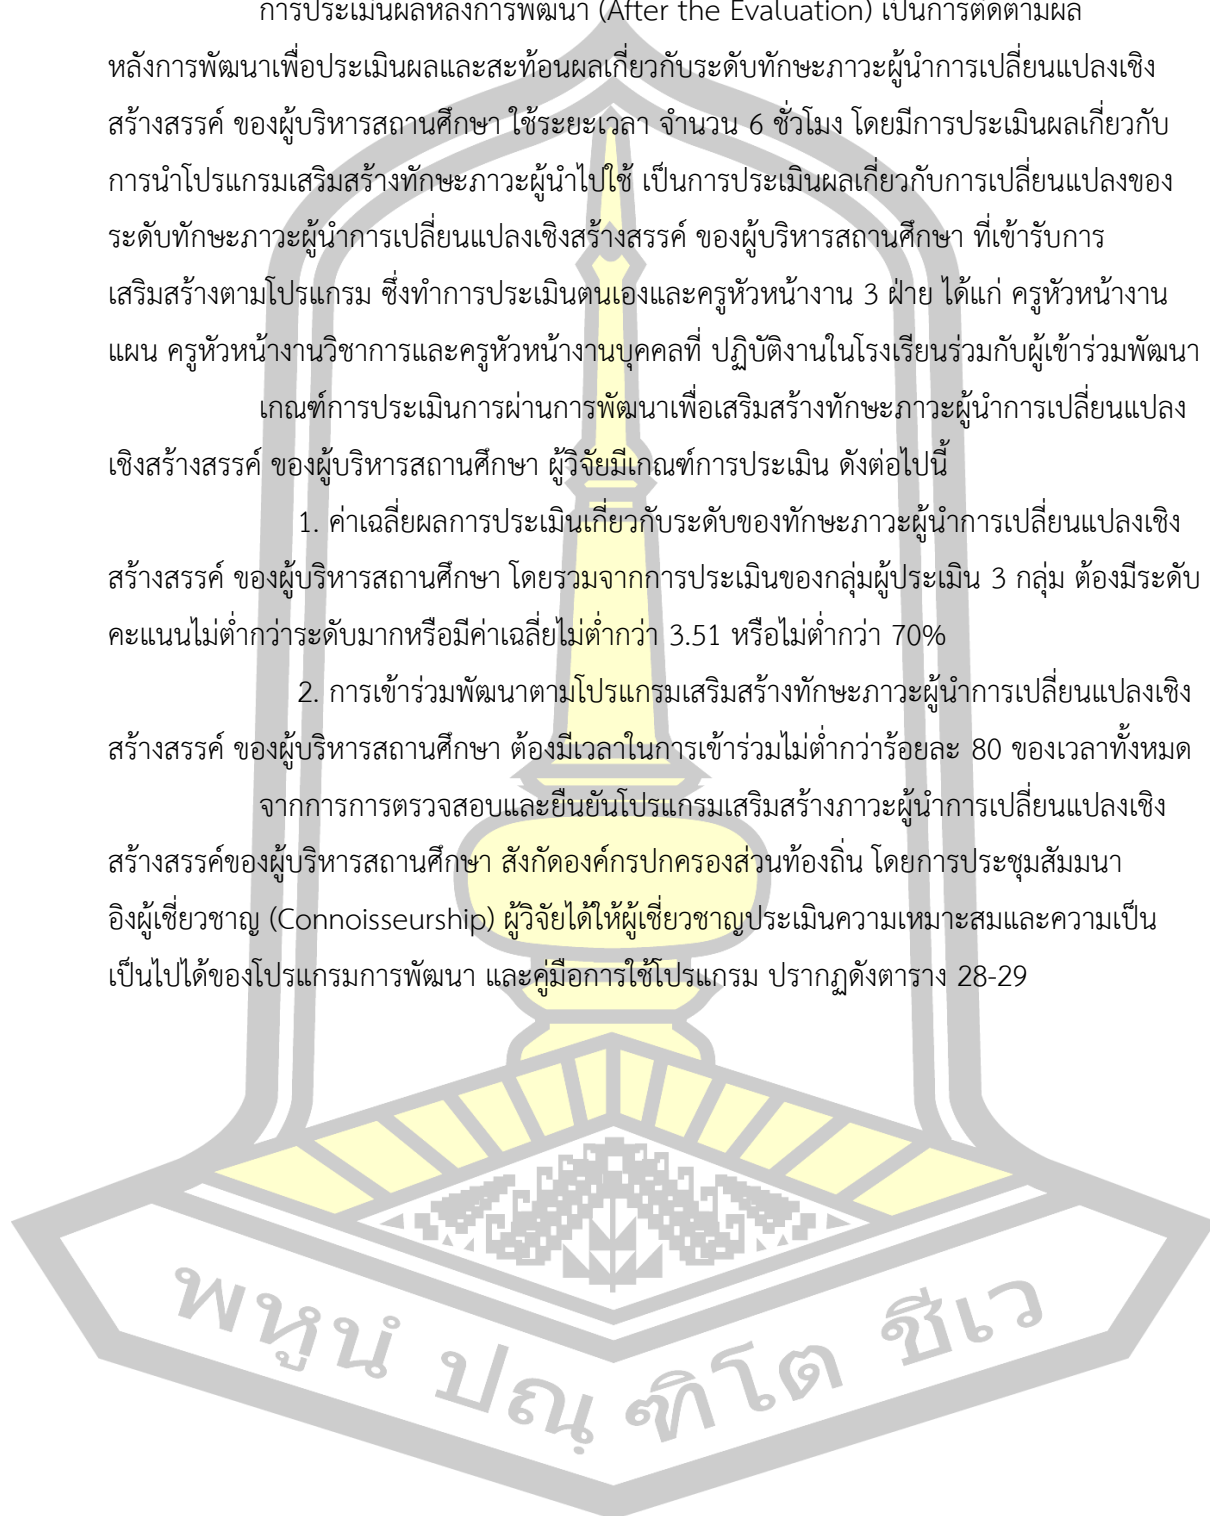 การประเมินผลหลังการพัฒนา (After the Evaluation) เป็นการติดตามผล
หลังการพัฒนาเพื่อประเมินผลและสะท้อนผลเกี่ยวกับระดับทักษะภาวะผู้นำการเปลี่ยนแปลงเชิง
สร้างสรรค์ ของผู้บริหารสถานศึกษา ใช้ระยะเวลา จำนวน 6 ชั่วโมง โดยมีการประเมินผลเกี่ยวกับ
การนำโปรแกรมเสริมสร้างทักษะภาวะผู้นำไปใช้ เป็นการประเมินผลเกี่ยวกับการเปลี่ยนแปลงของ
ระดับทักษะภาวะผู้นำการเปลี่ยนแปลงเชิงสร้างสรรค์ ของผู้บริหารสถานศึกษา ที่เข้ารับการ
เสริมสร้างตามโปรแกรม ซึ่งทำการประเมินตนเองและครูหัวหน้างาน 3 ฝ่าย ได้แก่ ครูหัวหน้างาน
แผน ครูหัวหน้างานวิชาการและครูหัวหน้างานบุคคลที่ ปฏิบัติงานในโรงเรียนร่วมกับผู้เข้าร่วมพัฒนา
เกณฑ์การประเมินการผ่านการพัฒนาเพื่อเสริมสร้างทักษะภาวะผู้นำการเปลี่ยนแปลง
เชิงสร้างสรรค์ ของผู้บริหารสถานศึกษา ผู้วิจัยมีเกณฑ์การประเมิน ดังต่อไปนี้
1. ค่าเฉลี่ยผลการประเมินเกี่ยวกับระดับของทักษะภาวะผู้นำการเปลี่ยนแปลงเชิง
สร้างสรรค์ ของผู้บริหารสถานศึกษา โดยรวมจากการประเมินของกลุ่มผู้ประเมิน 3 กลุ่ม ต้องมีระดับ
คะแนนไม่ต่ำกว่าระดับมากหรือมีค่าเฉลี่ยไม่ต่ำกว่า 3.51 หรือไม่ต่ำกว่า 70%
2. การเข้าร่วมพัฒนาตามโปรแกรมเสริมสร้างทักษะภาวะผู้นำการเปลี่ยนแปลงเชิง
สร้างสรรค์ ของผู้บริหารสถานศึกษา ต้องมีเวลาในการเข้าร่วมไม่ต่ำกว่าร้อยละ 80 ของเวลาทั้งหมด
จากการการตรวจสอบและยืนยันโปรแกรมเสริมสร้างภาวะผู้นำการเปลี่ยนแปลงเชิง
สร้างสรรค์ของผู้บริหารสถานศึกษา สังกัดองค์กรปกครองส่วนท้องถิ่น โดยการประชุมสัมมนา
อิงผู้เชี่ยวชาญ (Connoisseurship) ผู้วิจัยได้ให้ผู้เชี่ยวชาญประเมินความเหมาะสมและความเป็น
เป็นไปได้ของโปรแกรมการพัฒนา และคู่มือการใช้โปรแกรม ปรากฏดังตาราง 28-29
พหูนํ ปณฺ ฑิโต ชีเว